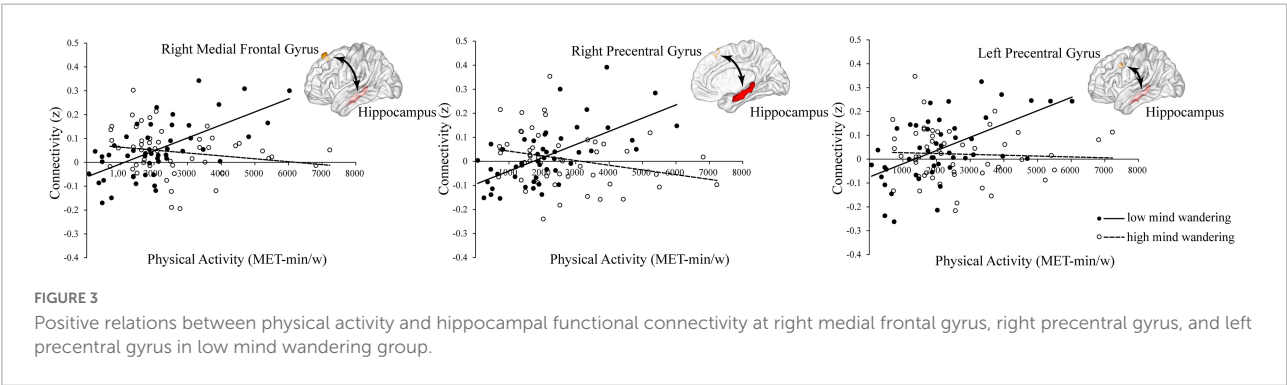 Right Medial Frontal Gyrus
Hippocampus
Connectivity (z)
0.5
0.4
0.3
0.2
0.1
0
-0.1
-0.2
-0.3
-0.4
1,000 2000 3000 4000 5000 6000 7000 8000
Physical Activity (MET-min/w)
Right Precentral Gyrus
Hippocampus
Connectivity (z)
0.5
0.4
0.3
0.2
0.1
0
-0.1
-0.2
-0.3
-0.4
1000 2000 3000 4000 5000 6000 7000 8000
Physical Activity (MET-min/w)
Left Precentral Gyrus
Hippocampus
Connectivity (z)
0.5
0.4
0.3
0.2
0.1
0
-0.1
-0.2
-0.3
-0.4
1000 2000 3000 4000 5000 6000 7000 8000
low mind wandering
high mind wandering
Physical Activity (MET-min/w)
FIGURE 3
Positive relations between physical activity and hippocampal functional connectivity at right medial frontal gyrus, right precentral gyrus, and left
precentral gyrus in low mind wandering group.